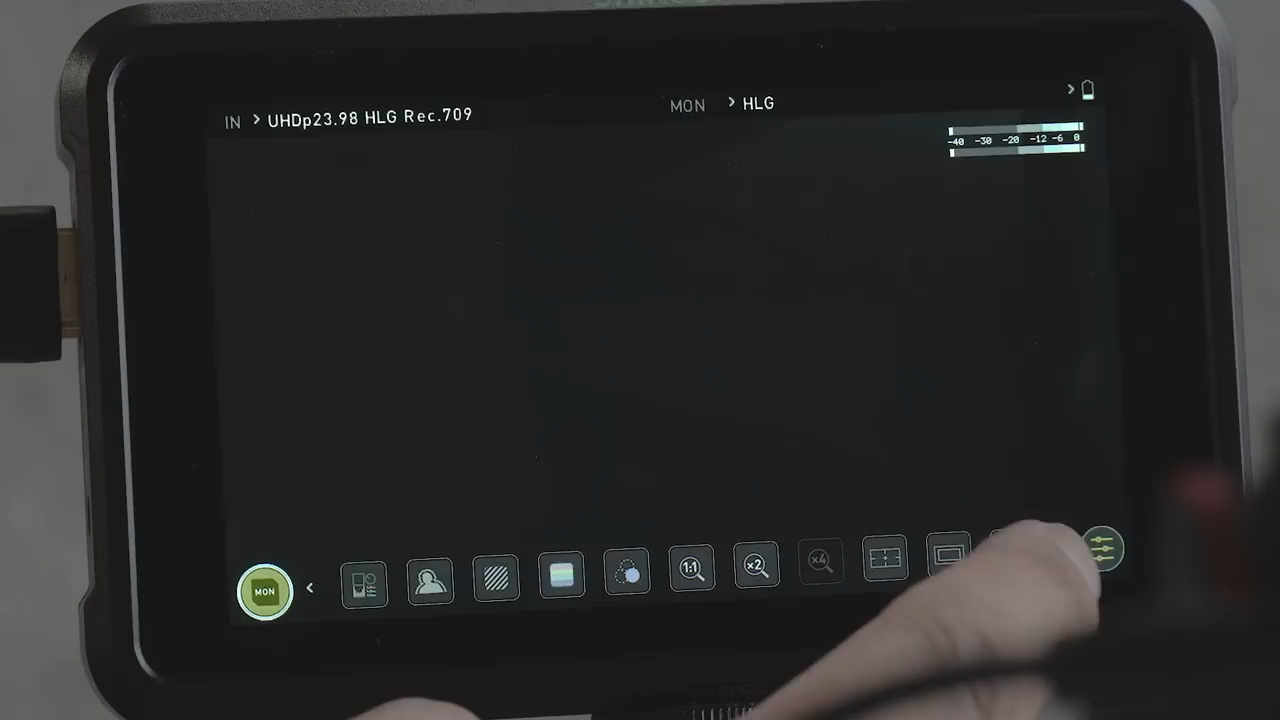 IN > UHDp23.98 HLG Rec.709
MON > HLG
>
-40 -30 -20 -12 -6 0
MON <
1:1
x2
x4